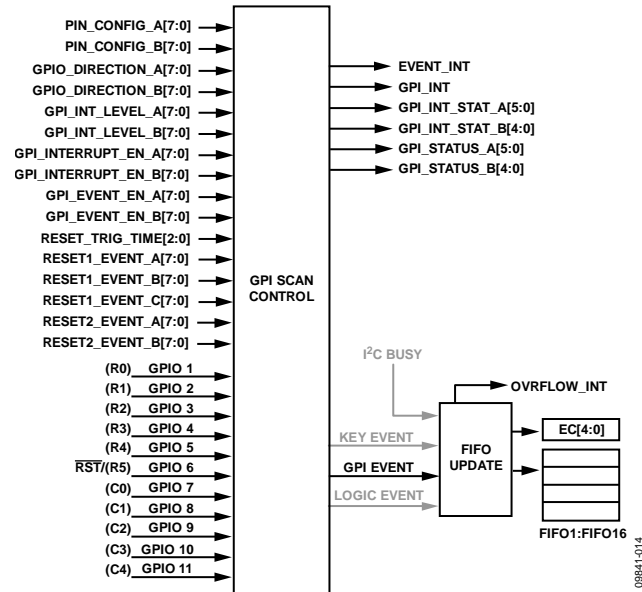 PIN_CONFIG_A[7:0]
PIN_CONFIG_B[7:0]
GPIO_DIRECTION_A[7:0]
GPIO_DIRECTION_B[7:0]
GPI_INT_LEVEL_A[7:0]
GPI_INT_LEVEL_B[7:0]
GPI_INTERRUPT_EN_A[7:0]
GPI_INTERRUPT_EN_B[7:0]
GPI_EVENT_EN_A[7:0]
GPI_EVENT_EN_B[7:0]
RESET_TRIG_TIME[2:0]
RESET1_EVENT_A[7:0]
RESET1_EVENT_B[7:0]
RESET1_EVENT_C[7:0]
RESET2_EVENT_A[7:0]
RESET2_EVENT_B[7:0]
(R0) GPIO 1
(R1) GPIO 2
(R2) GPIO 3
(R3) GPIO 4
(R4) GPIO 5
RST/(R5) GPIO 6
(C0) GPIO 7
(C1) GPIO 8
(C2) GPIO 9
(C3) GPIO 10
(C4) GPIO 11
GPI SCAN
CONTROL
EVENT_INT
GPI_INT
GPI_INT_STAT_A[5:0]
GPI_INT_STAT_B[4:0]
GPI_STATUS_A[5:0]
GPI_STATUS_B[4:0]
I²C BUSY
KEY EVENT
GPI EVENT
LOGIC EVENT
FIFO
UPDATE
OVRFLOW_INT
EC[4:0]
FIFO1:FIFO16
09841-014